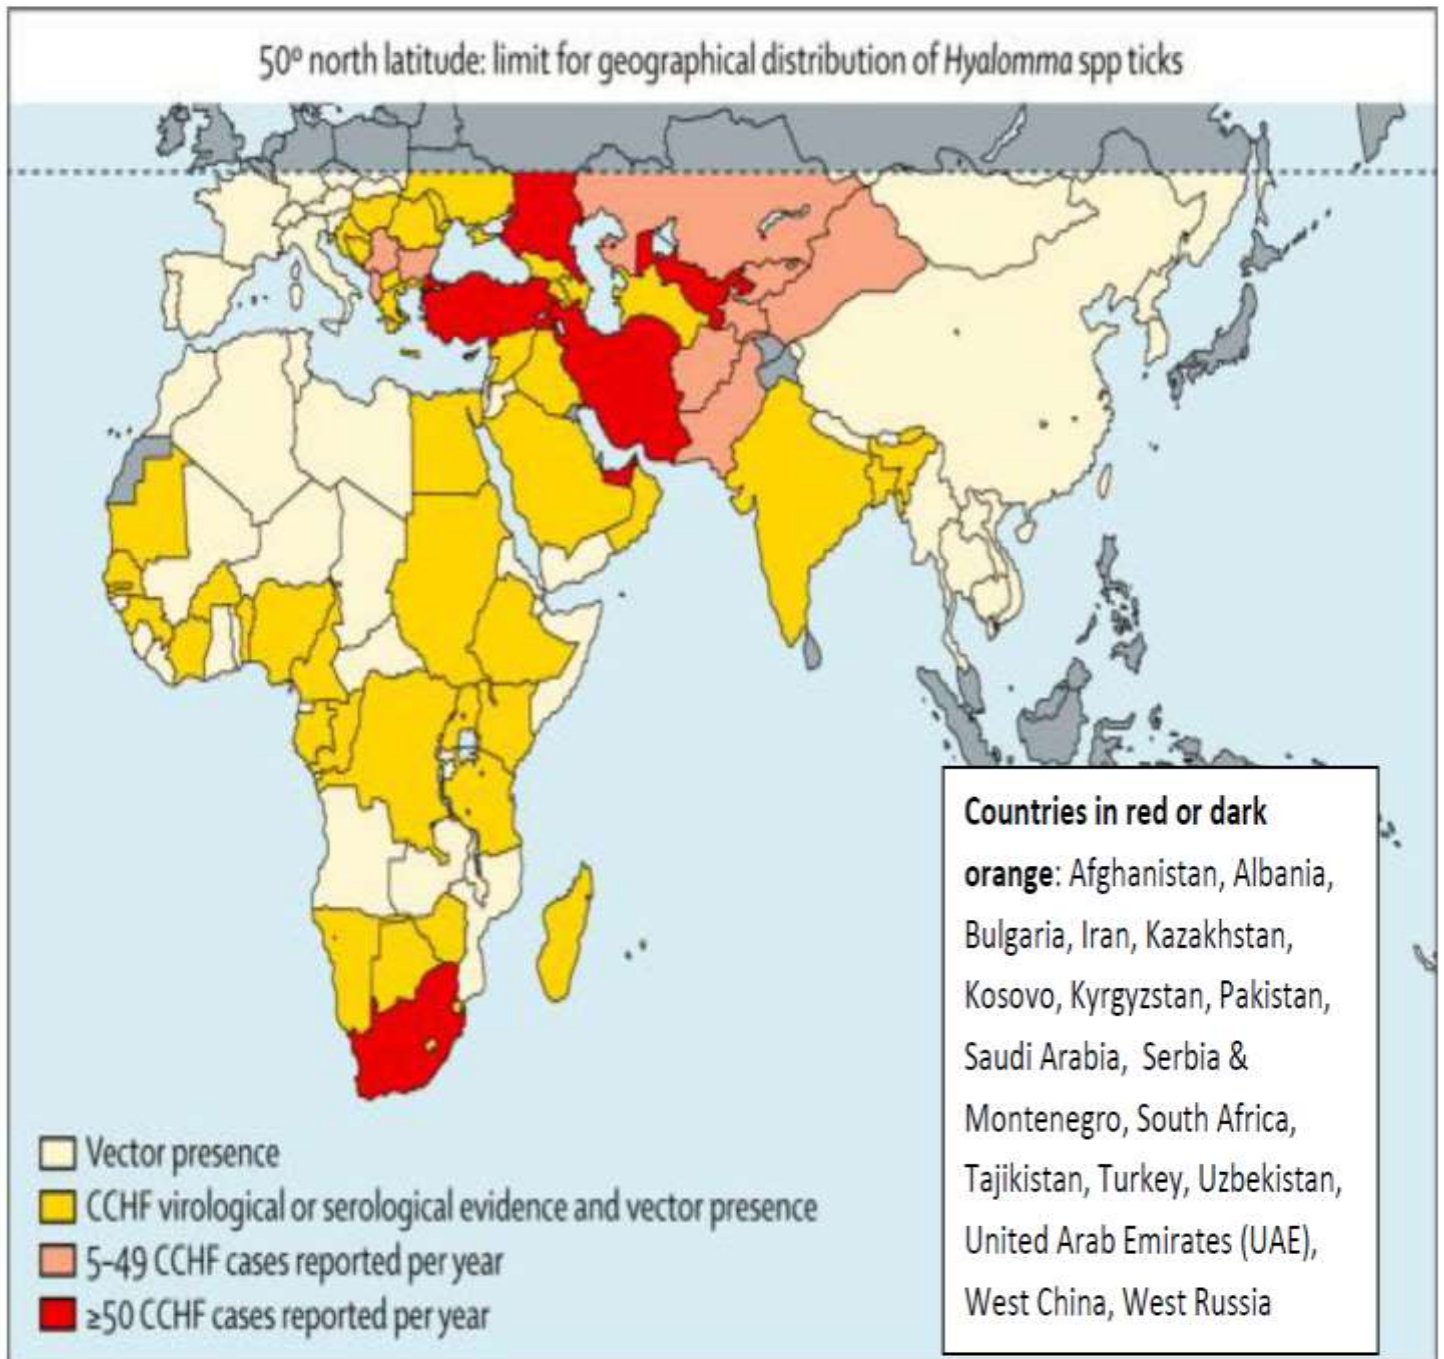 50º north latitude: limit for geographical distribution of Hyalomma spp ticks
Countries in red or dark
orange: Afghanistan, Albania,
Bulgaria, Iran, Kazakhstan,
Kosovo, Kyrgyzstan, Pakistan,
Saudi Arabia, Serbia &
Montenegro, South Africa,
Tajikistan, Turkey, Uzbekistan,
United Arab Emirates (UAE),
West China, West Russia
Vector presence
CCHF virological or serological evidence and vector presence
5–49 CCHF cases reported per year
≥50 CCHF cases reported per year